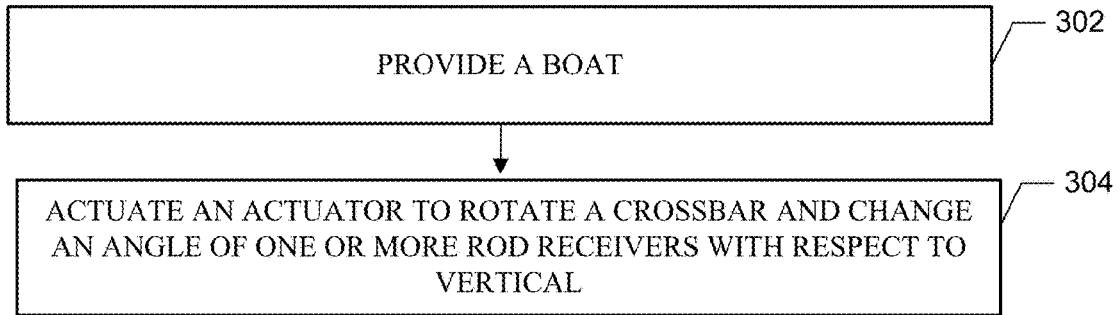 302
PROVIDE A BOAT
304
ACTUATE AN ACTUATOR TO ROTATE A CROSSBAR AND CHANGE
AN ANGLE OF ONE OR MORE ROD RECEIVERS WITH RESPECT TO
VERTICAL